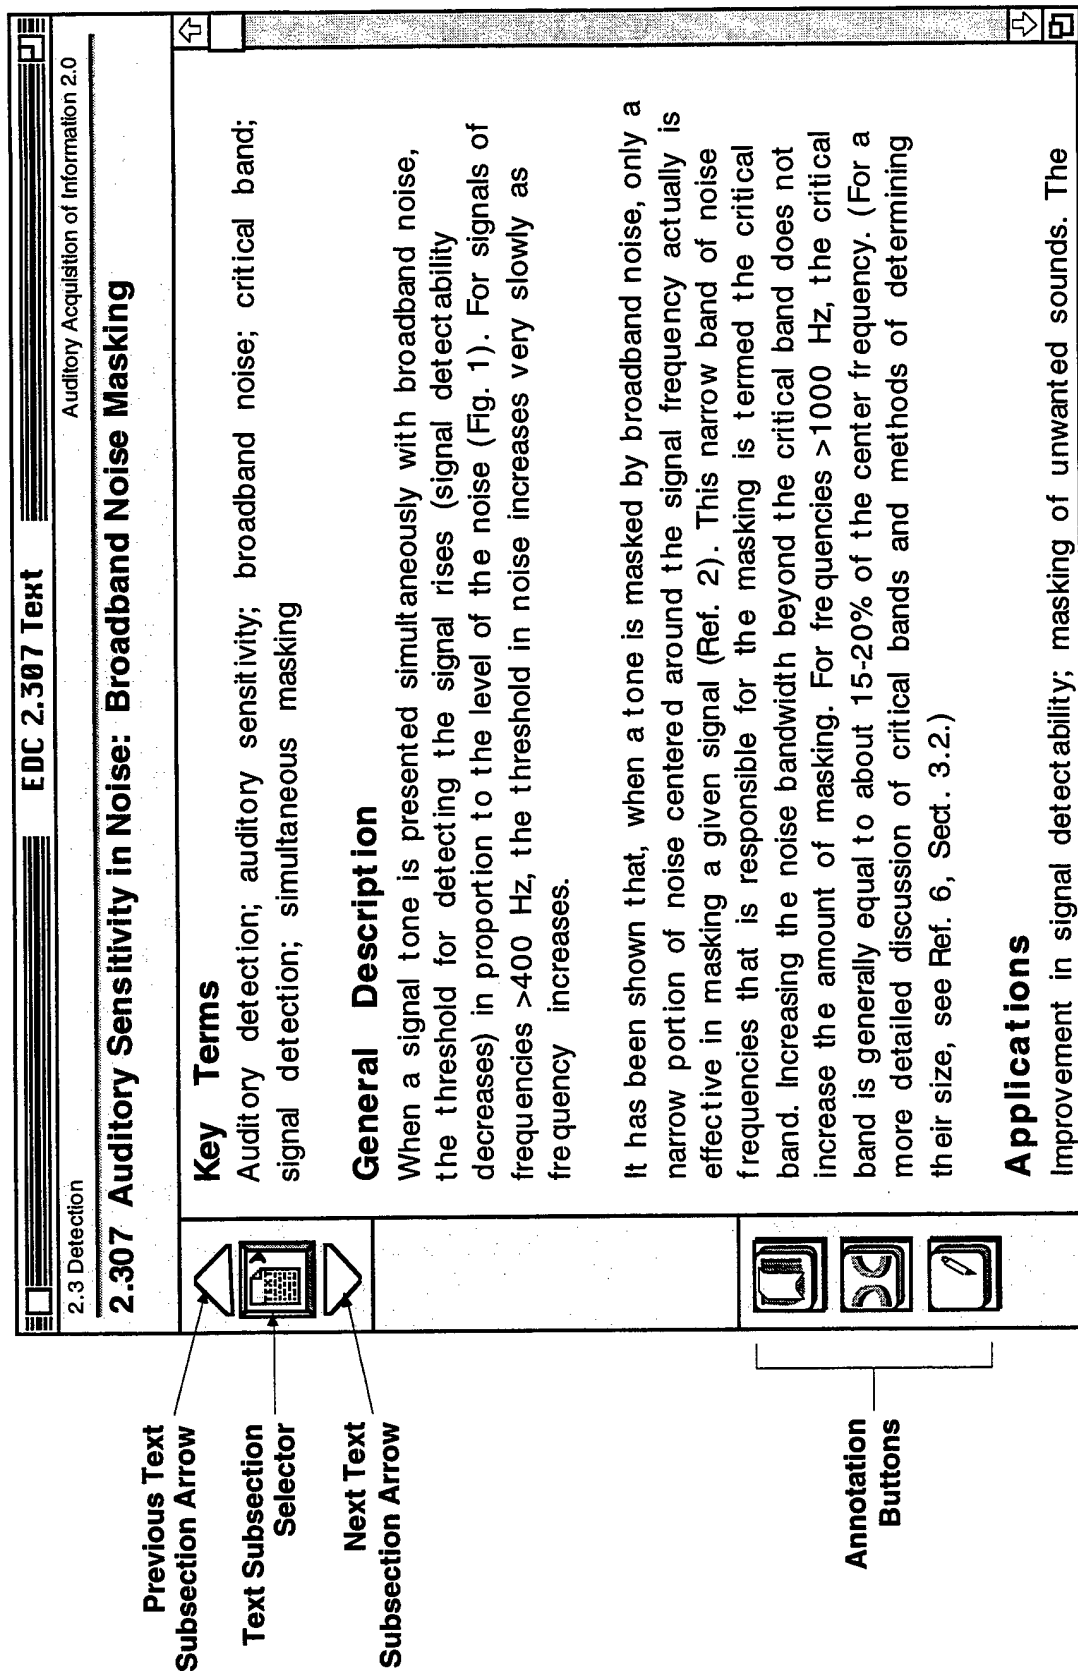 EDC 2.307 Text
2.3 Detection
Auditory Acquisition of Information 2.0
2.307 Auditory Sensitivity in Noise: Broadband Noise Masking
Key Terms
Auditory detection; auditory sensitivity; broadband noise; critical band;
signal detection; simultaneous masking
General Description
When a signal tone is presented simultaneously with broadband noise,
the threshold for detecting the signal rises (signal detectability
decreases) in proportion to the level of the noise (Fig. 1). For signals of
frequencies >400 Hz, the threshold in noise increases very slowly as
frequency increases.
It has been shown that, when a tone is masked by broadband noise, only a
narrow portion of noise centered around the signal frequency actually is
effective in masking a given signal (Ref. 2). This narrow band of noise
frequencies that is responsible for the masking is termed the critical
band. Increasing the noise bandwidth beyond the critical band does not
increase the amount of masking. For frequencies >1000 Hz, the critical
band is generally equal to about 15-20% of the center frequency. (For a
more detailed discussion of critical bands and methods of determining
their size, see Ref. 6, Sect. 3.2.)
Applications
Improvement in signal detectability; masking of unwanted sounds. The
Previous Text
Subsection Arrow
Text Subsection
Selector
TEXT
Next Text
Subsection Arrow
Annotation
Buttons